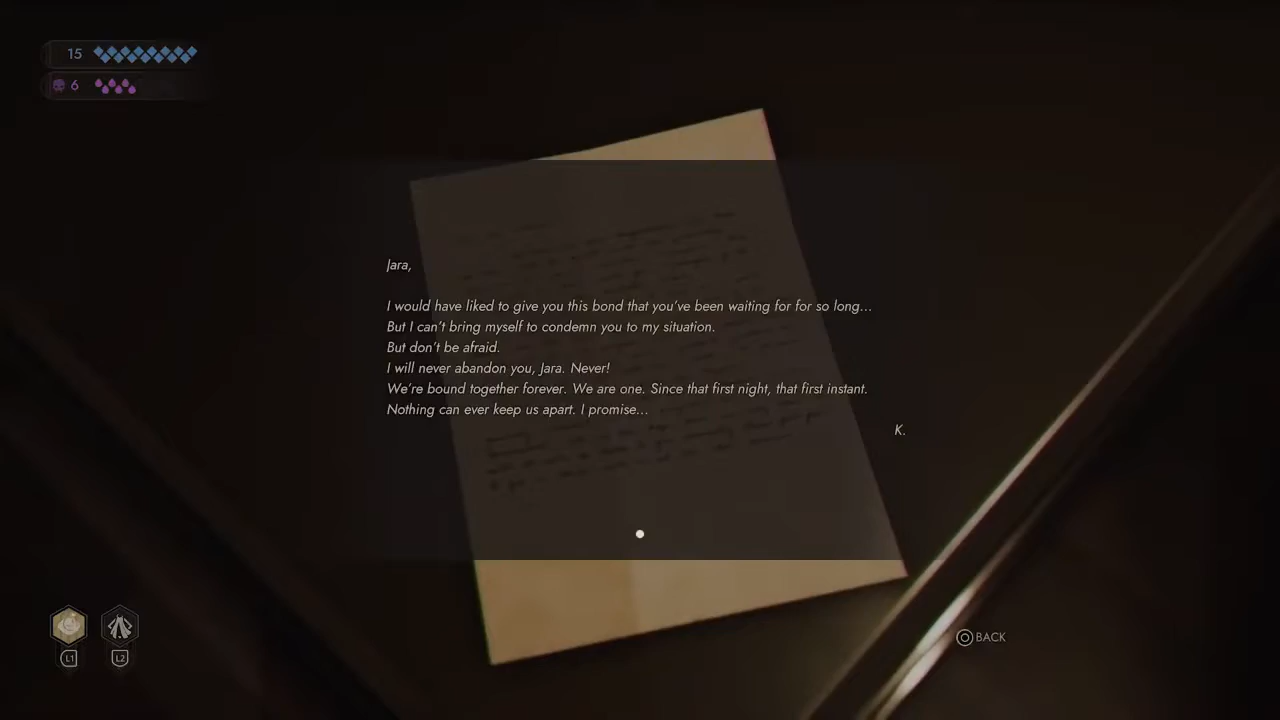 15
6
Jara,
I would have liked to give you this bond that you've been waiting for for so long...
But I can't bring myself to condemn you to my situation.
But don't be afraid.
I will never abandon you, Jara. Never!
We're bound together forever. We are one. Since that first night, that first instant.
Nothing can ever keep us apart. I promise...
K.
L1 L2
BACK